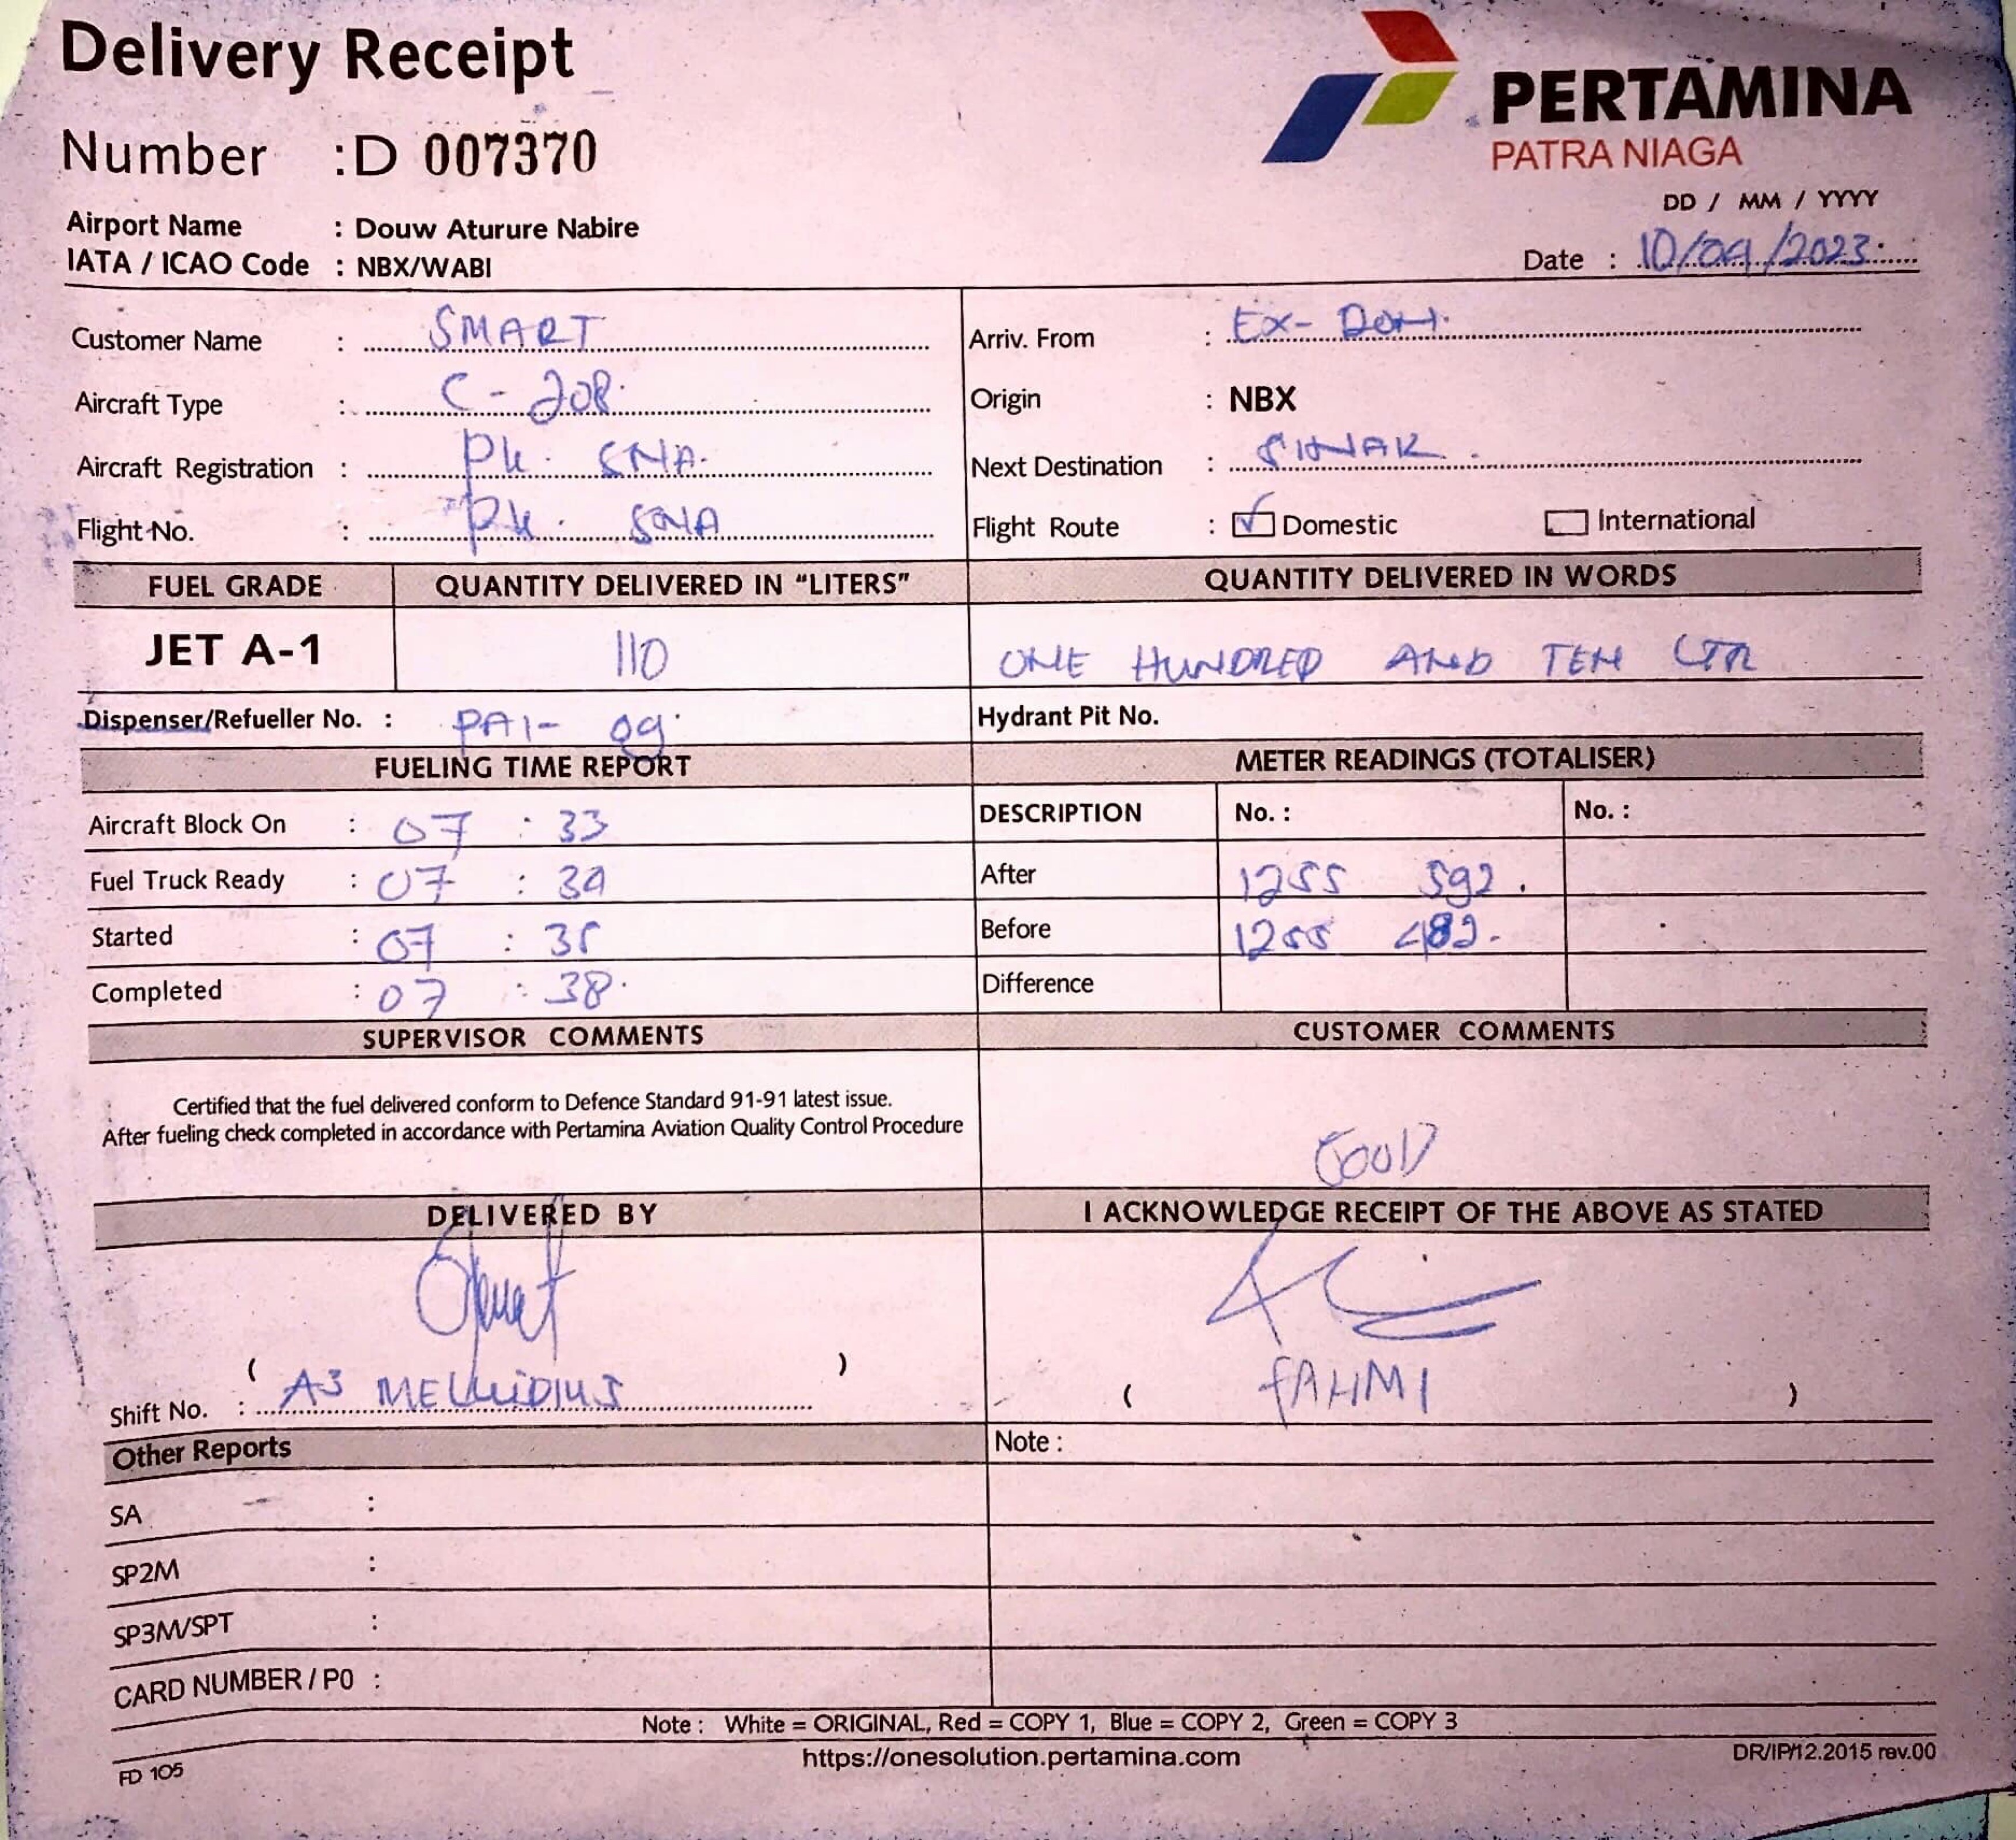 Delivery Receipt
Number :D 007370
PERTAMINA
PATRA NIAGA
Airport Name : Douw Aturure Nabire
IATA / ICAO Code : NBX/WABI
DD / MM / YYYY
Date : 10/09/2023
Customer Name : SMART
Arriv. From : EX-DOH
Aircraft Type : C-208
Origin : NBX
Aircraft Registration : PK. SNA.
Next Destination : SINAK
Flight No. : PK. SNA
Flight Route : Domestic International
FUEL GRADE QUANTITY DELIVERED IN “LITERS” QUANTITY DELIVERED IN WORDS
JET A-1 110 ONE HUNDRED AND TEN LTR
Dispenser/Refueller No. : PAI- 09
Hydrant Pit No.
FUELING TIME REPORT METER READINGS (TOTALISER)
DESCRIPTION No. : No. :
Aircraft Block On : 07 : 33
Fuel Truck Ready : 07 : 34
After 1255 592.
Started : 07 : 35
Before 1255 482.
Completed : 07 : 38.
Difference
SUPERVISOR COMMENTS CUSTOMER COMMENTS
Certified that the fuel delivered conform to Defence Standard 91-91 latest issue.
After fueling check completed in accordance with Pertamina Aviation Quality Control Procedure
GOOD
DELIVERED BY I ACKNOWLEDGE RECEIPT OF THE ABOVE AS STATED
( )
Shift No. : A3
( FAHMI )
Other Reports
Note :
SA :
SP2M :
SP3M/SPT :
CARD NUMBER / PO :
Note : White = ORIGINAL, Red = COPY 1, Blue = COPY 2, Green = COPY 3
https://onesolution.pertamina.com
FD 105
DR/IP/12.2015 rev.00